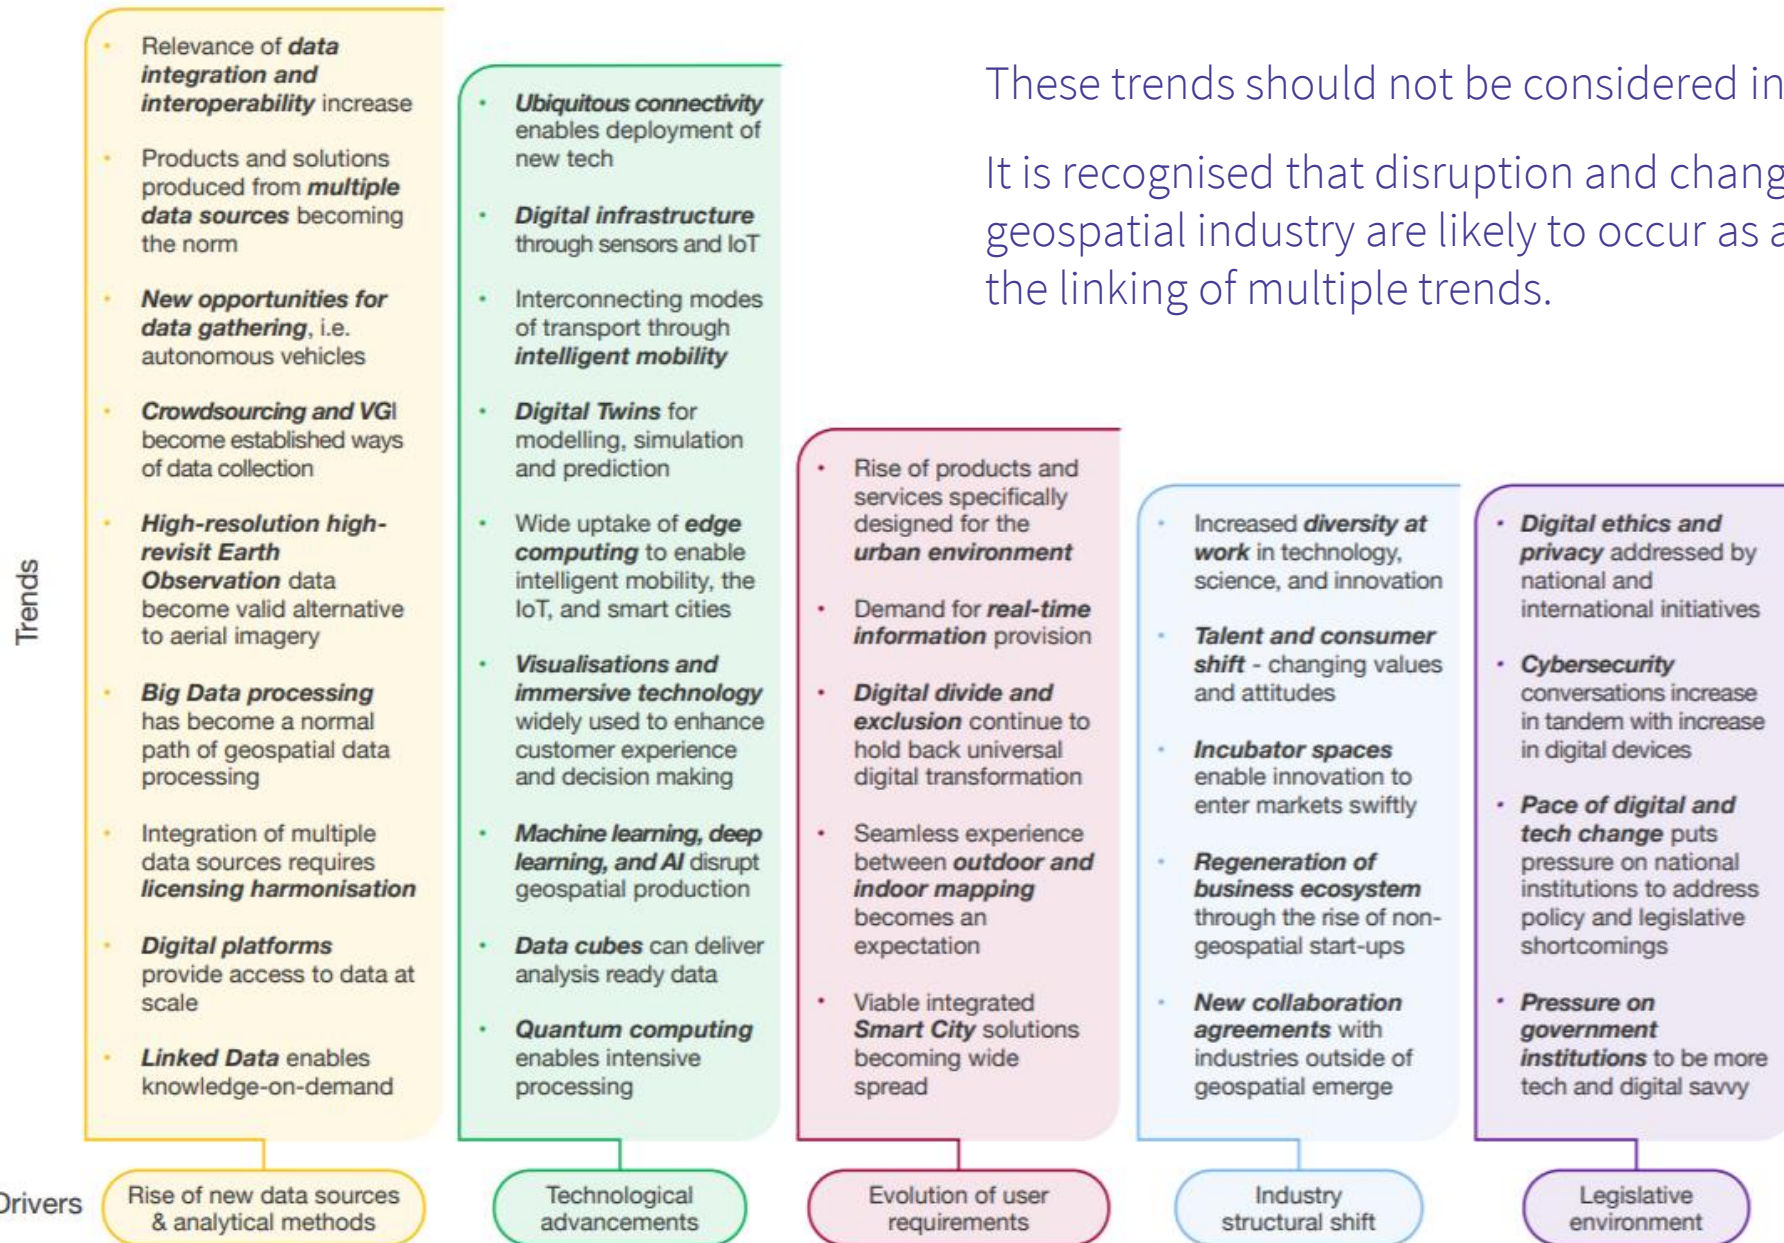 These trends should not be considered in
It is recognised that disruption and chang
geospatial industry are likely to occur as a
the linking of multiple trends.
Trends
• Relevance of data
integration and
interoperability increase
• Products and solutions
produced from multiple
data sources becoming
the norm
• New opportunities for
data gathering, i.e.
autonomous vehicles
• Crowdsourcing and VGI
become established ways
of data collection
• High-resolution high-
revisit Earth
Observation data
become valid alternative
to aerial imagery
• Big Data processing
has become a normal
path of geospatial data
processing
• Integration of multiple
data sources requires
licensing harmonisation
• Digital platforms
provide access to data at
scale
• Linked Data enables
knowledge-on-demand
• Ubiquitous connectivity
enables deployment of
new tech
• Digital infrastructure
through sensors and IoT
• Interconnecting modes
of transport through
intelligent mobility
• Digital Twins for
modelling, simulation
and prediction
• Wide uptake of edge
computing to enable
intelligent mobility, the
IoT, and smart cities
• Visualisations and
immersive technology
widely used to enhance
customer experience
and decision making
• Machine learning, deep
learning, and AI disrupt
geospatial production
• Data cubes can deliver
analysis ready data
• Quantum computing
enables intensive
processing
• Rise of products and
services specifically
designed for the
urban environment
• Demand for real-time
information provision
• Digital divide and
exclusion continue to
hold back universal
digital transformation
• Seamless experience
between outdoor and
indoor mapping
becomes an
expectation
• Viable integrated
Smart City solutions
becoming wide
spread
• Increased diversity at
work in technology,
science, and innovation
• Talent and consumer
shift - changing values
and attitudes
• Incubator spaces
enable innovation to
enter markets swiftly
• Regeneration of
business ecosystem
through the rise of non-
geospatial start-ups
• New collaboration
agreements with
industries outside of
geospatial emerge
• Digital ethics and
privacy addressed by
national and
international initiatives
• Cybersecurity
conversations increase
in tandem with increase
in digital devices
• Pace of digital and
tech change puts
pressure on national
institutions to address
policy and legislative
shortcomings
• Pressure on
government
institutions to be more
tech and digital savvy
Drivers
Rise of new data sources
& analytical methods
Technological
advancements
Evolution of user
requirements
Industry
structural shift
Legislative
environment